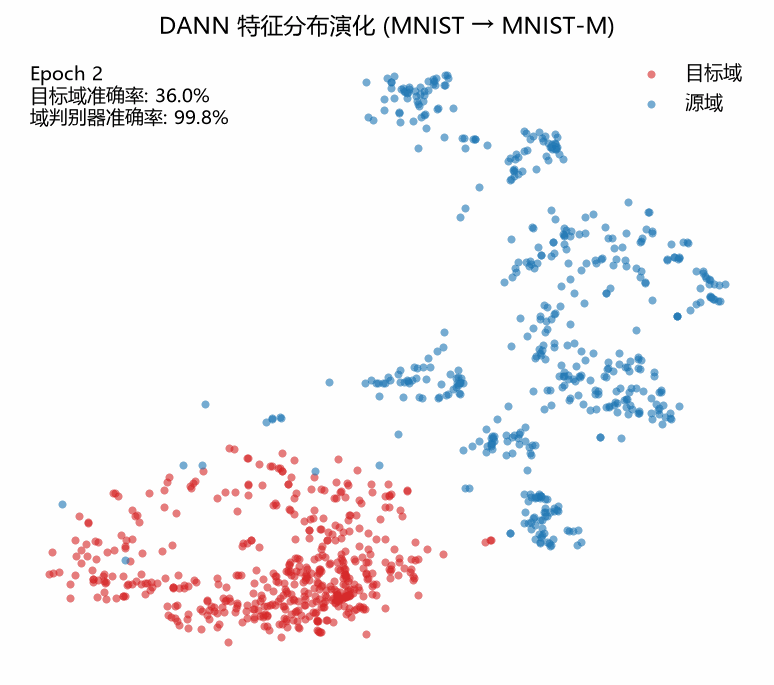 DANN 特征分布演化 (MNIST → MNIST-M)
Epoch 2
目标域准确率: 36.0%
域判别器准确率: 99.8%
目标域
源域